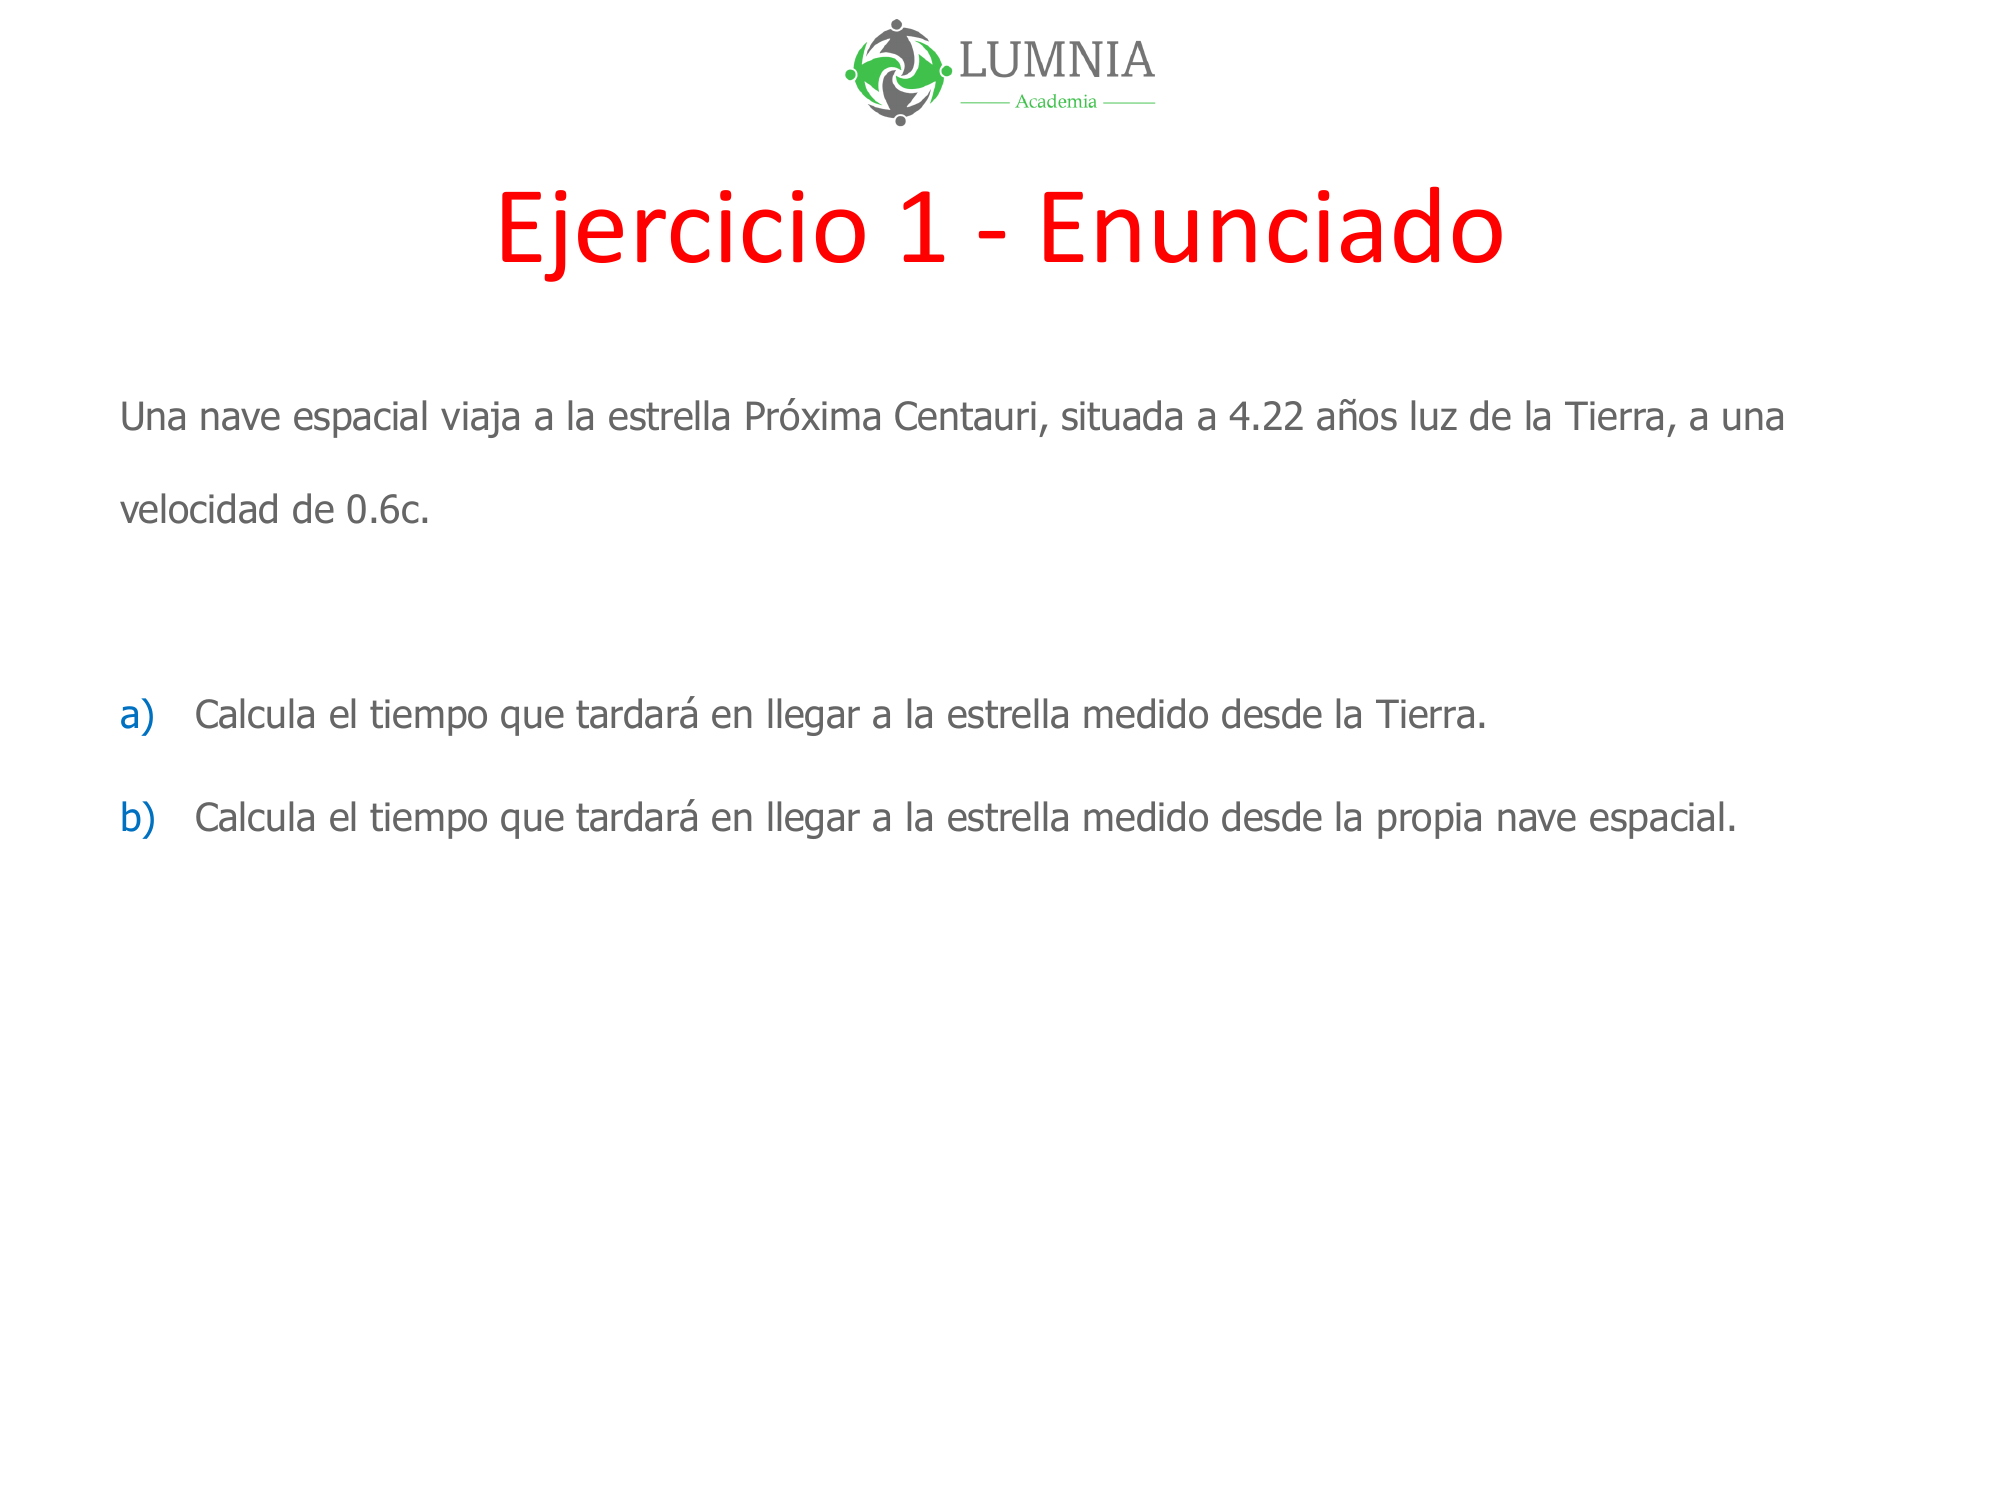 LUMNIA
Academia
Ejercicio 1 - Enunciado
Una nave espacial viaja a la estrella Próxima Centauri, situada a 4.22 años luz de la Tierra, a una
velocidad de 0.6c.
a) Calcula el tiempo que tardará en llegar a la estrella medido desde la Tierra.
b) Calcula el tiempo que tardará en llegar a la estrella medido desde la propia nave espacial.